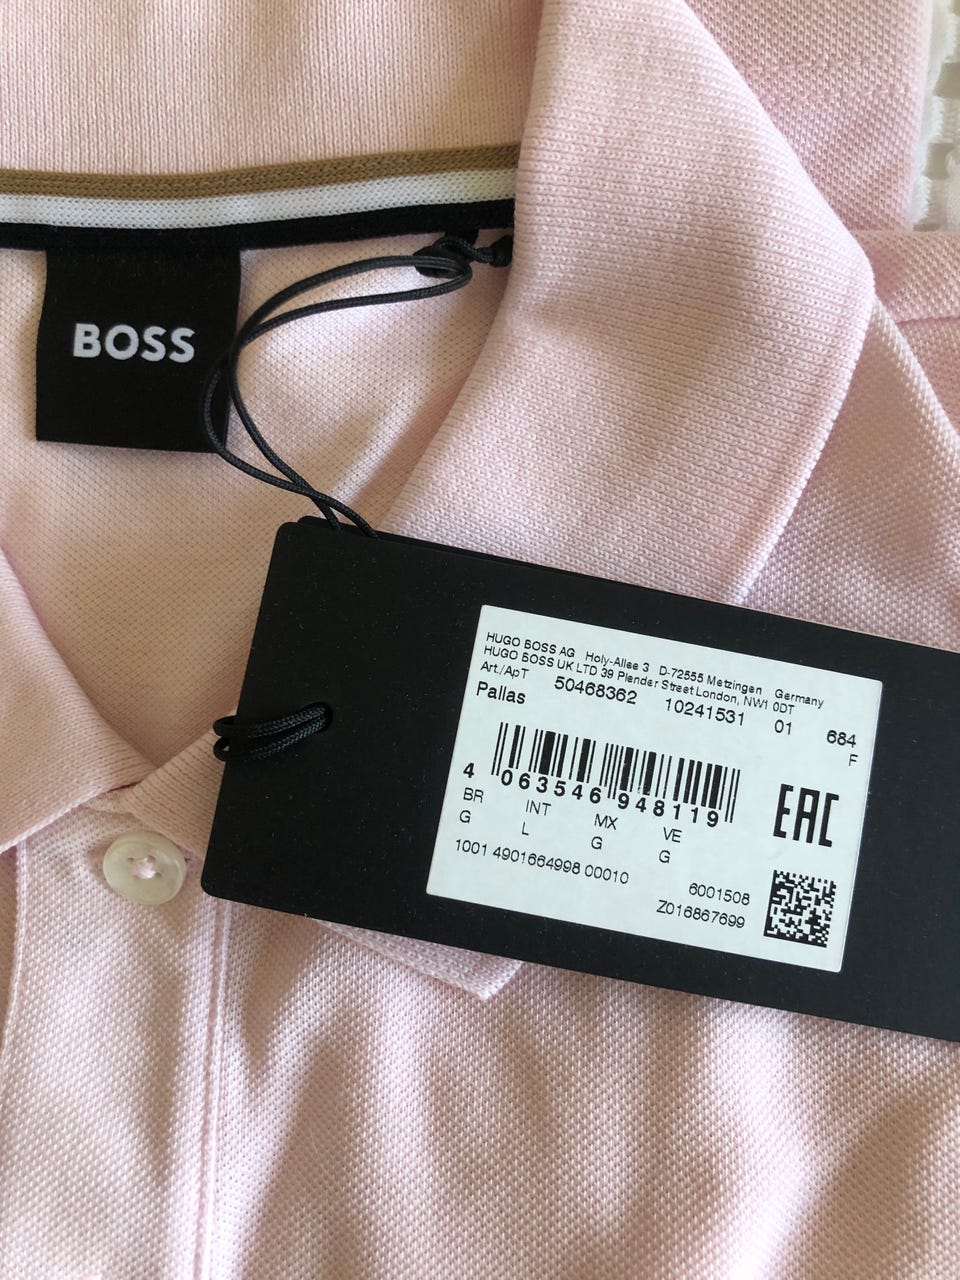 BOSS
HUGO BOSS AG Holy-Allee 3 D-72555 Metzingen Germany
HUGO BOSS UK LTD 39 Plender Street London, NW1 0DT
Art./ApT 50468362 10241531 01 684
Pallas F
4 063546 948119
EAC
BR INT MX VE
G L G G
1001 4901664998 00010
6001508
Z016867699